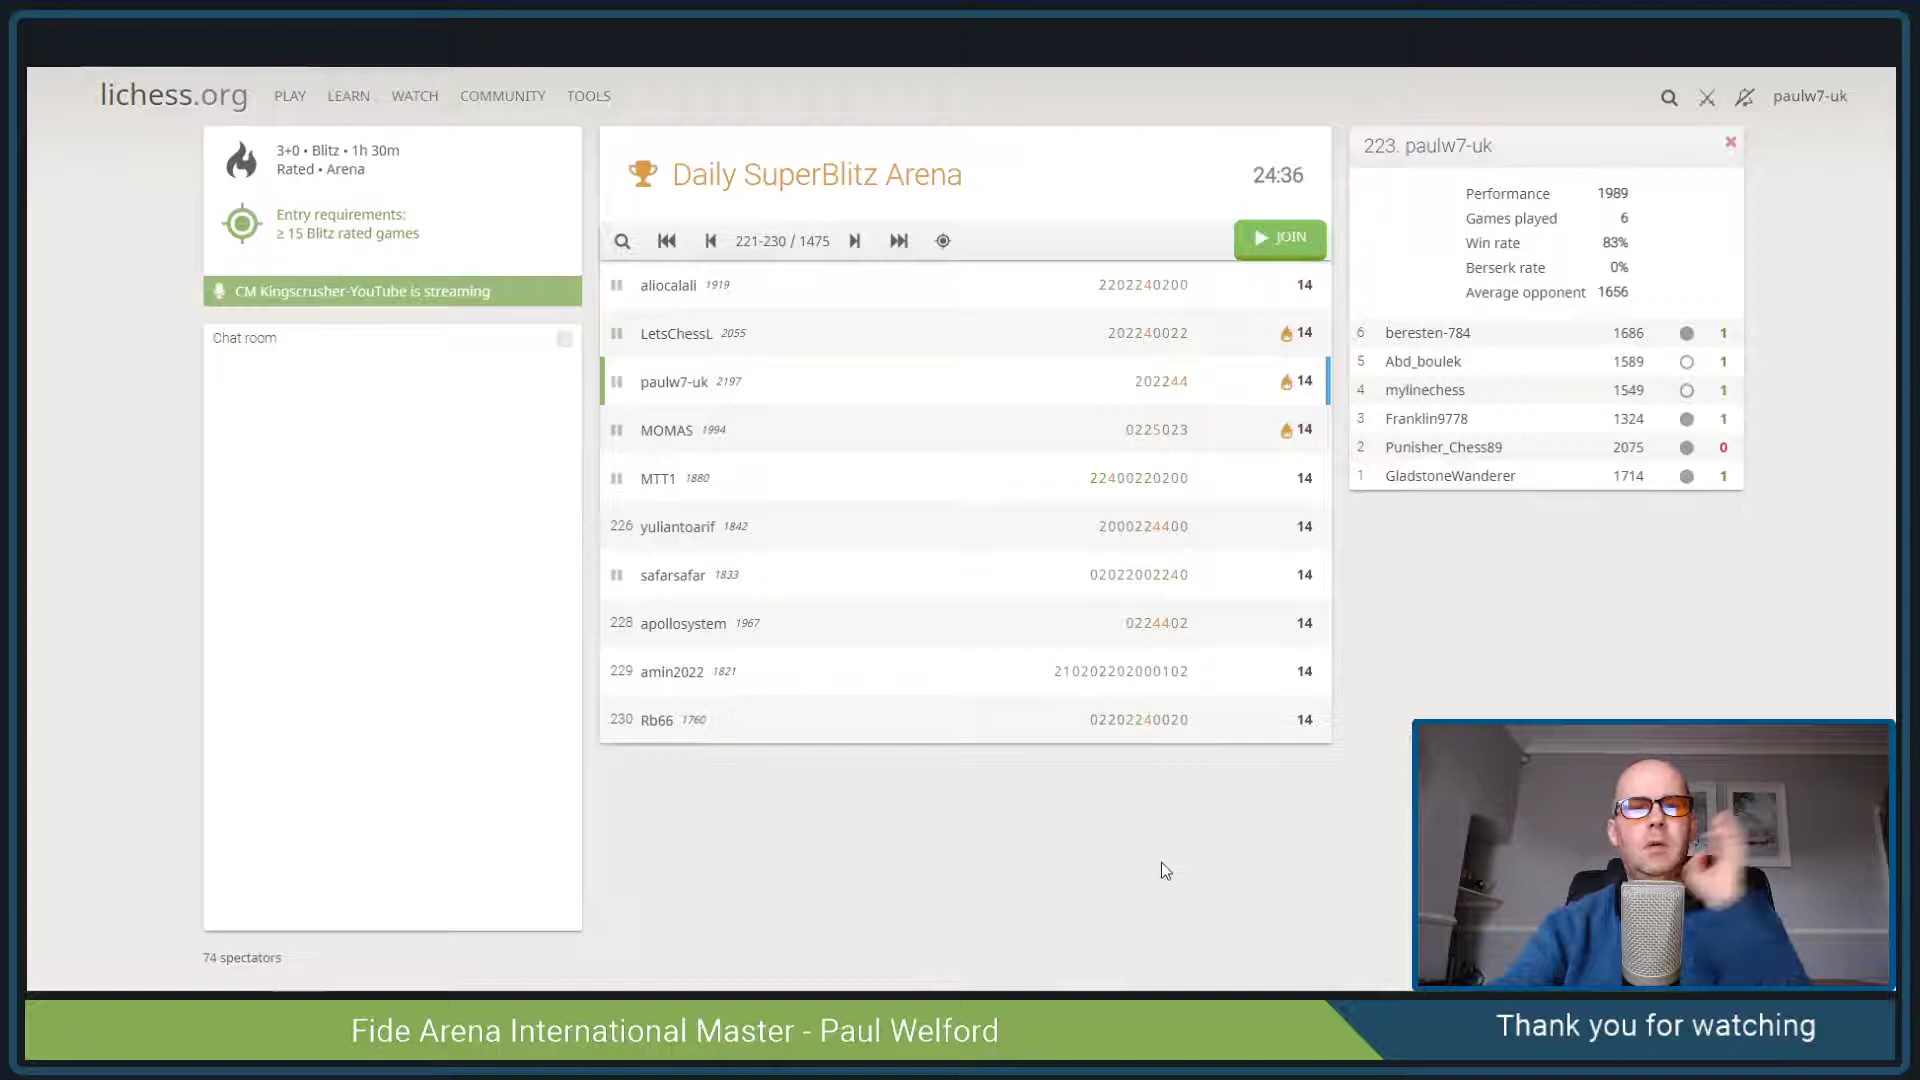 lichess.org PLAY LEARN WATCH COMMUNITY TOOLS paulw7-uk
3+0 • Blitz • 1h 30m
Rated • Arena
Entry requirements:
≥ 15 Blitz rated games
CM Kingscrusher-YouTube is streaming
Chat room
74 spectators
Daily SuperBlitz Arena 24:36
221-230 / 1475 JOIN
aliocalali 1919 2202240200 14
LetsChessL 2055 202240022 14
paulw7-uk 2197 202244 14
MOMAS 1994 0225023 14
MTT1 1880 22400220200 14
226 yuliantoarif 1842 2000224400 14
safarsafar 1833 02022002240 14
228 apollosystem 1967 0224402 14
229 amin2022 1821 210202202000102 14
230 Rb66 1760 02202240020 14
223. paulw7-uk
Performance 1989
Games played 6
Win rate 83%
Berserk rate 0%
Average opponent 1656
6 beresten-784 1686 1
5 Abd_boulek 1589 1
4 mylinechess 1549 1
3 Franklin9778 1324 1
2 Punisher_Chess89 2075 0
1 GladstoneWanderer 1714 1
Fide Arena International Master - Paul Welford
Thank you for watching